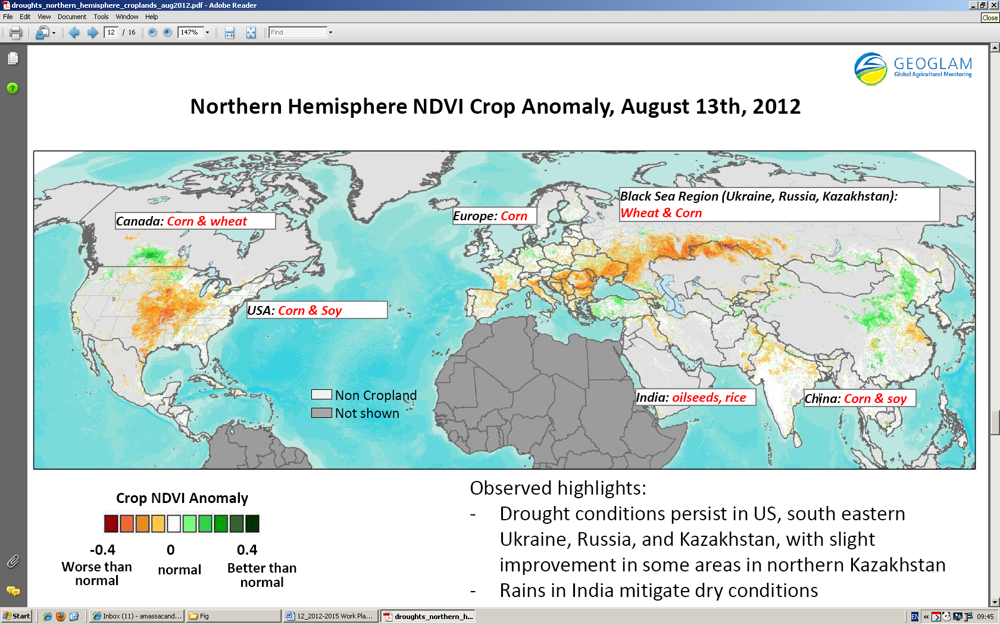 droughts_northern_hemisphere_croplands_aug2012.pdf - Adobe Reader
File Edit View Document Tools Window Help
Close
12 / 16 147% Find
GEOGLAM
Global Agricultural Monitoring
Northern Hemisphere NDVI Crop Anomaly, August 13th, 2012
Black Sea Region (Ukraine, Russia, Kazakhstan):
Wheat & Corn
Europe: Corn
Canada: Corn & wheat
USA: Corn & Soy
Non Cropland
Not shown
India: oilseeds, rice
China: Corn & soy
Crop NDVI Anomaly
-0.4 0 0.4
Worse than normal
normal
Better than normal
Observed highlights:
- Drought conditions persist in US, south eastern
Ukraine, Russia, and Kazakhstan, with slight
improvement in some areas in northern Kazakhstan
- Rains in India mitigate dry conditions
Start
Inbox (11) - amassacand...
Fig
12_2012-2015 Work Pla...
droughts_northern_h...
EN
«
09:45